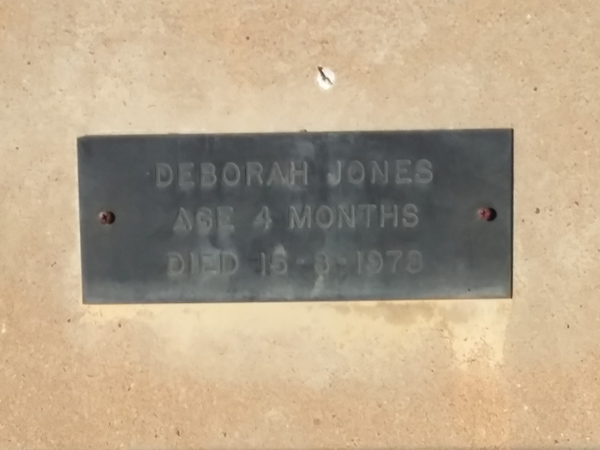 DEBORAH JONES
AGE 4 MONTHS
DIED 15-8-1978